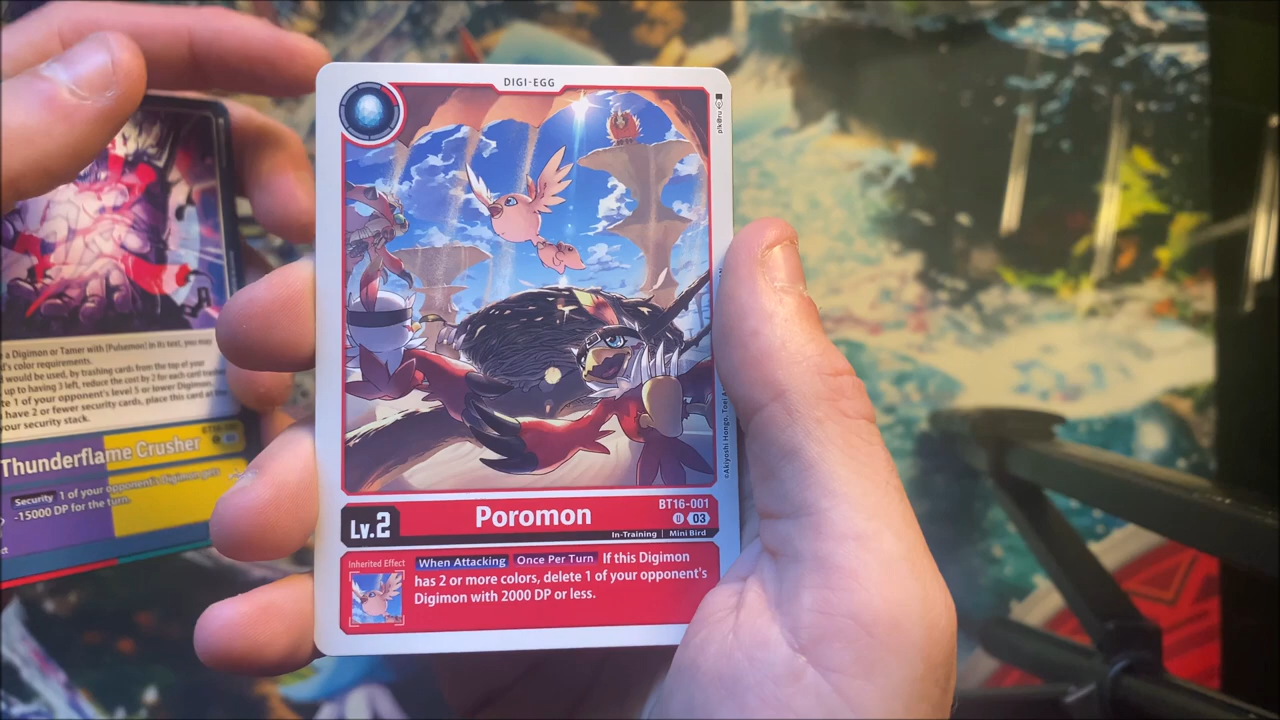 DIGI-EGG
Lv.2
Poromon
BT16-001
U 03
In-Training | Mini Bird
Inherited Effect
When Attacking Once Per Turn If this Digimon
has 2 or more colors, delete 1 of your opponent's
Digimon with 2000 DP or less.
©Akiyoshi Hongo, Toei A
a Digimon or Tamer with [Pulsemon] in its text, you may
color requirements.
would be used, by trashing cards from the top of your
up to having 3 left, reduce the cost by 2 for each card
1 of your opponent's level 5 or lower Digimon.
have 2 or fewer security cards, place this card
your security stack.
Thunderflame Crusher
Security 1 of your opponent's Digimon gets
-15000 DP for the turn.